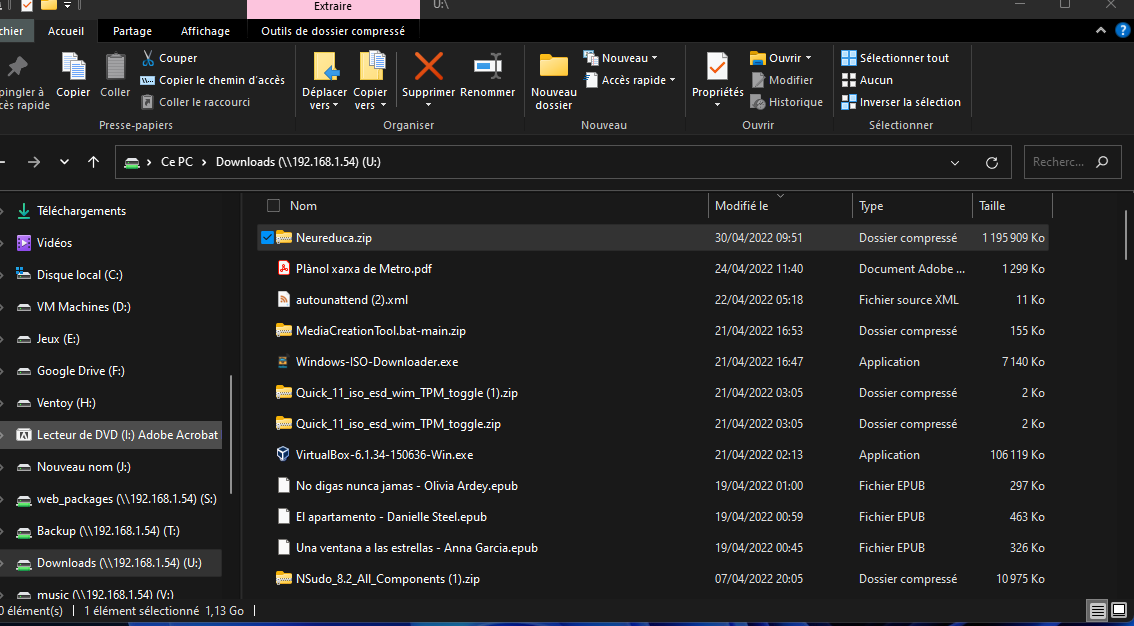 Extraire
U:\
chier
Accueil
Partage
Affichage
Outils de dossier compressé
pingler à
cès rapide
Copier
Coller
Couper
Copier le chemin d'accès
Coller le raccourci
Presse-papiers
Déplacer
vers
Copier
vers
Supprimer
Renommer
Organiser
Nouveau
dossier
Nouveau
Accès rapide
Nouveau
Propriétés
Ouvrir
Modifier
Historique
Ouvrir
Sélectionner tout
Aucun
Inverser la sélection
Sélectionner
Ce PC > Downloads (\\192.168.1.54) (U:)
Recherc...
Téléchargements
Vidéos
Disque local (C:)
VM Machines (D:)
Jeux (E:)
Google Drive (F:)
Ventoy (H:)
Lecteur de DVD (I:) Adobe Acrobat
Nouveau nom (J:)
web_packages (\\192.168.1.54) (S:)
Backup (\\192.168.1.54) (T:)
Downloads (\\192.168.1.54) (U:)
music (\\192.168.1.54) (V:)
Nom Modifié le Type Taille
Neureduca.zip 30/04/2022 09:51 Dossier compressé 1 195 909 Ko
Plànol xarxa de Metro.pdf 24/04/2022 11:40 Document Adobe ... 1 299 Ko
autounattend (2).xml 22/04/2022 05:18 Fichier source XML 11 Ko
MediaCreationTool.bat-main.zip 21/04/2022 16:53 Dossier compressé 155 Ko
Windows-ISO-Downloader.exe 21/04/2022 16:47 Application 7 140 Ko
Quick_11_iso_esd_wim_TPM_toggle (1).zip 21/04/2022 03:05 Dossier compressé 2 Ko
Quick_11_iso_esd_wim_TPM_toggle.zip 21/04/2022 03:05 Dossier compressé 2 Ko
VirtualBox-6.1.34-150636-Win.exe 21/04/2022 02:13 Application 106 119 Ko
No digas nunca jamas - Olivia Ardey.epub 19/04/2022 01:00 Fichier EPUB 297 Ko
El apartamento - Danielle Steel.epub 19/04/2022 00:59 Fichier EPUB 463 Ko
Una ventana a las estrellas - Anna Garcia.epub 19/04/2022 00:45 Fichier EPUB 326 Ko
NSudo_8.2_All_Components (1).zip 07/04/2022 20:05 Dossier compressé 10 975 Ko
0 élément(s) | 1 élément sélectionné 1,13 Go |